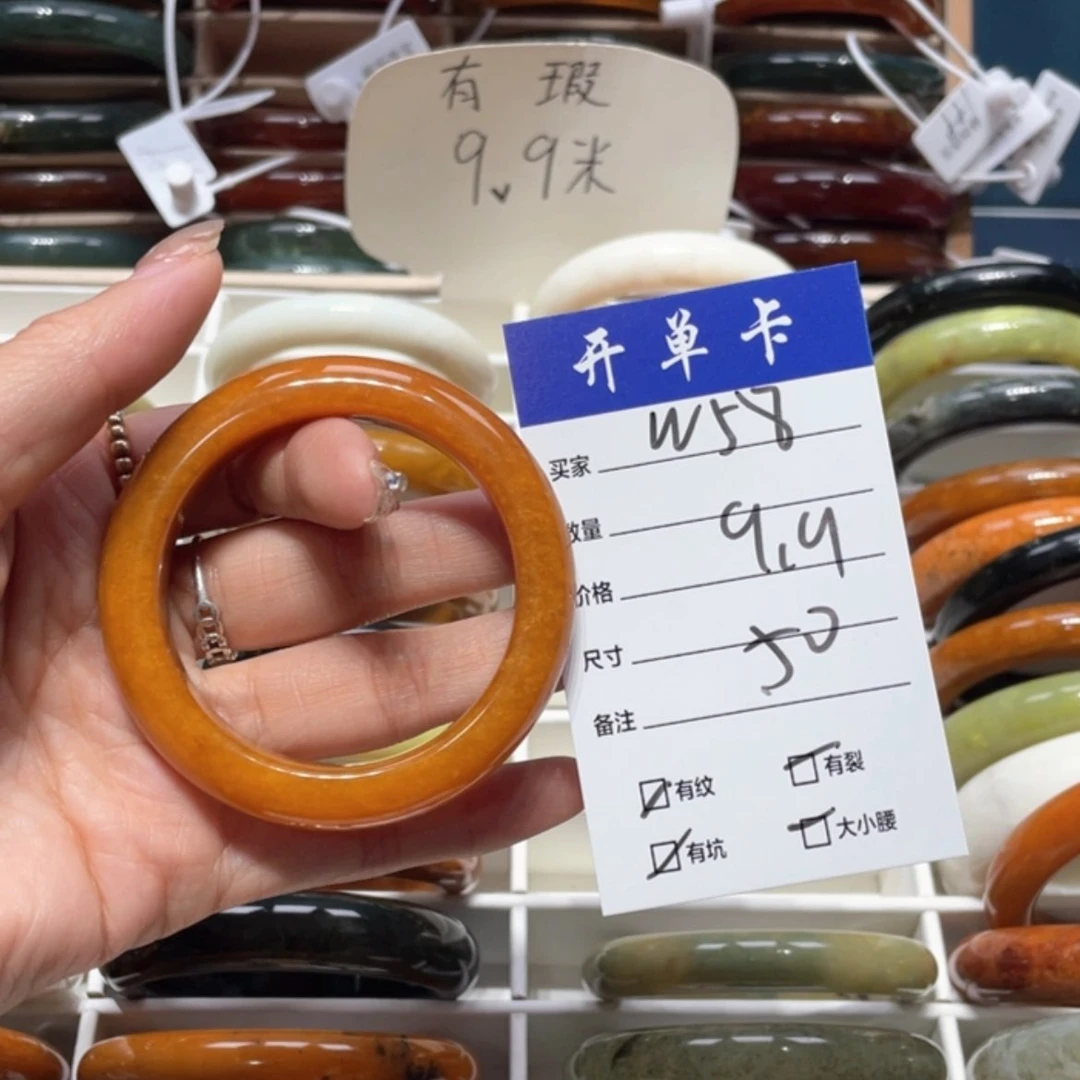 有 瑕
9.9米
开单卡
买家 W58
数量
价格 9.9
尺寸 50
备注
有纹 有裂
有坑 大小腰